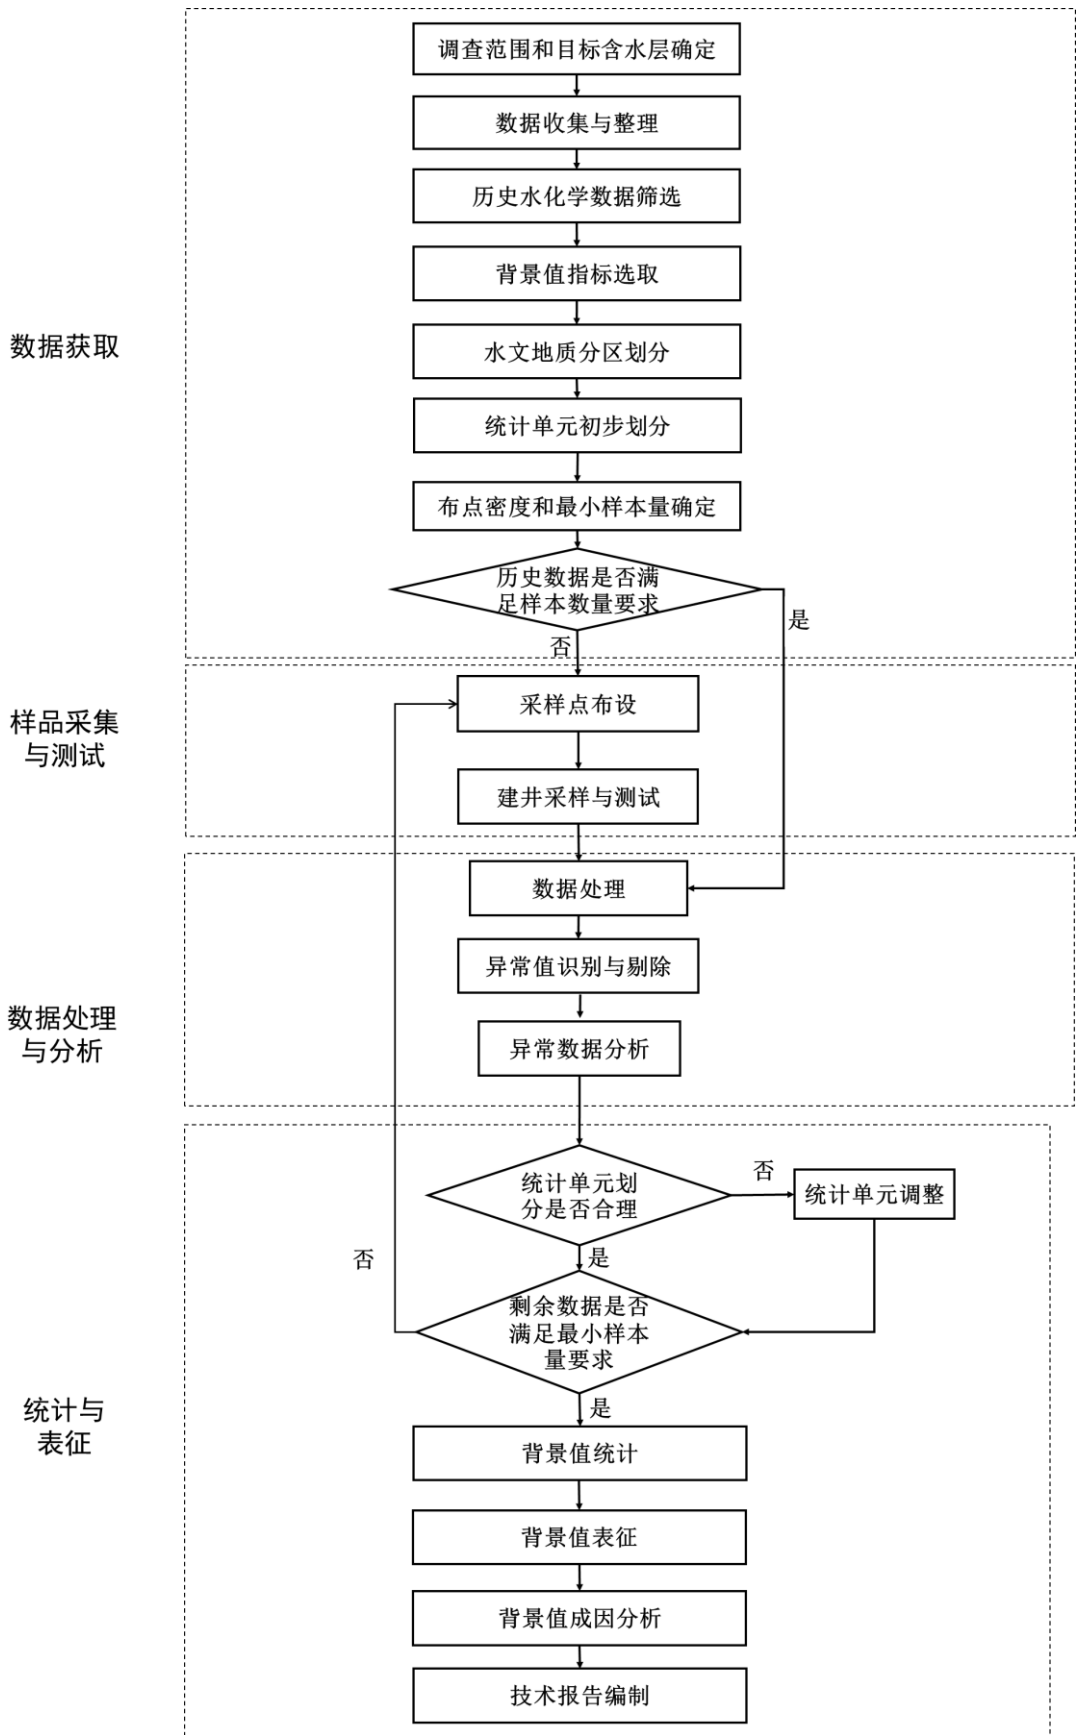 调查范围和目标含水层确定
数据收集与整理
历史水化学数据筛选
背景值指标选取
数据获取
水文地质分区划分
统计单元初步划分
布点密度和最小样本量确定
历史数据是否满
足样本数量要求
是
否
样品采集
与测试
采样点布设
建井采样与测试
数据处理
异常值识别与剔除
数据处理
与分析
异常数据分析
统计单元划
分是否合理
否
统计单元调整
是
否
剩余数据是否
满足最小样本
量要求
是
统计与
表征
背景值统计
背景值表征
背景值成因分析
技术报告编制